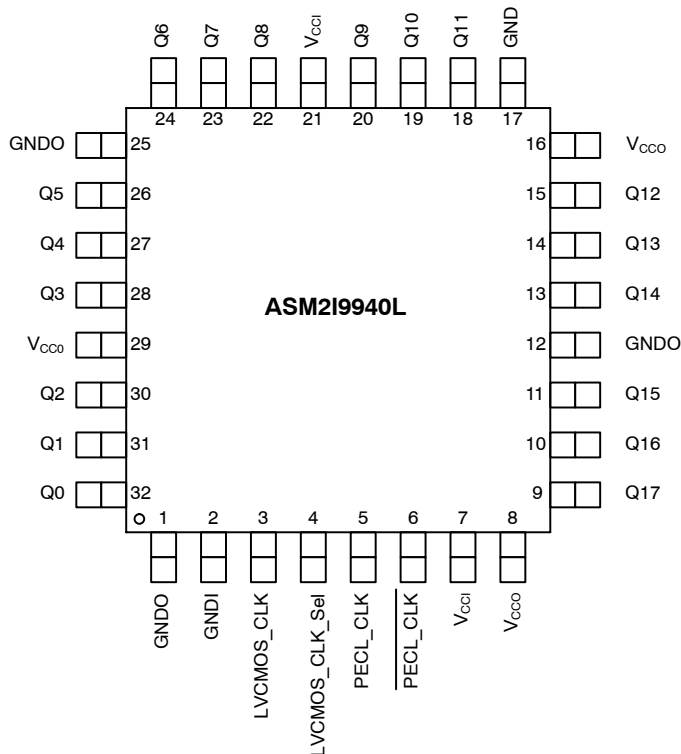 Q6 Q7 Q8 VCCI Q9 Q10 Q11 GND
24 23 22 21 20 19 18 17
GNDO 25 16 VCCO
Q5 26 15 Q12
Q4 27 14 Q13
Q3 28 13 Q14
ASM2I9940L
VCC0 29 12 GNDO
Q2 30 11 Q15
Q1 31 10 Q16
Q0 32 9 Q17
1 2 3 4 5 6 7 8
GNDO GNDI LVCMOS_CLK LVCMOS_CLK_Sel PECL_CLK PECL_CLK VCCI VCCO